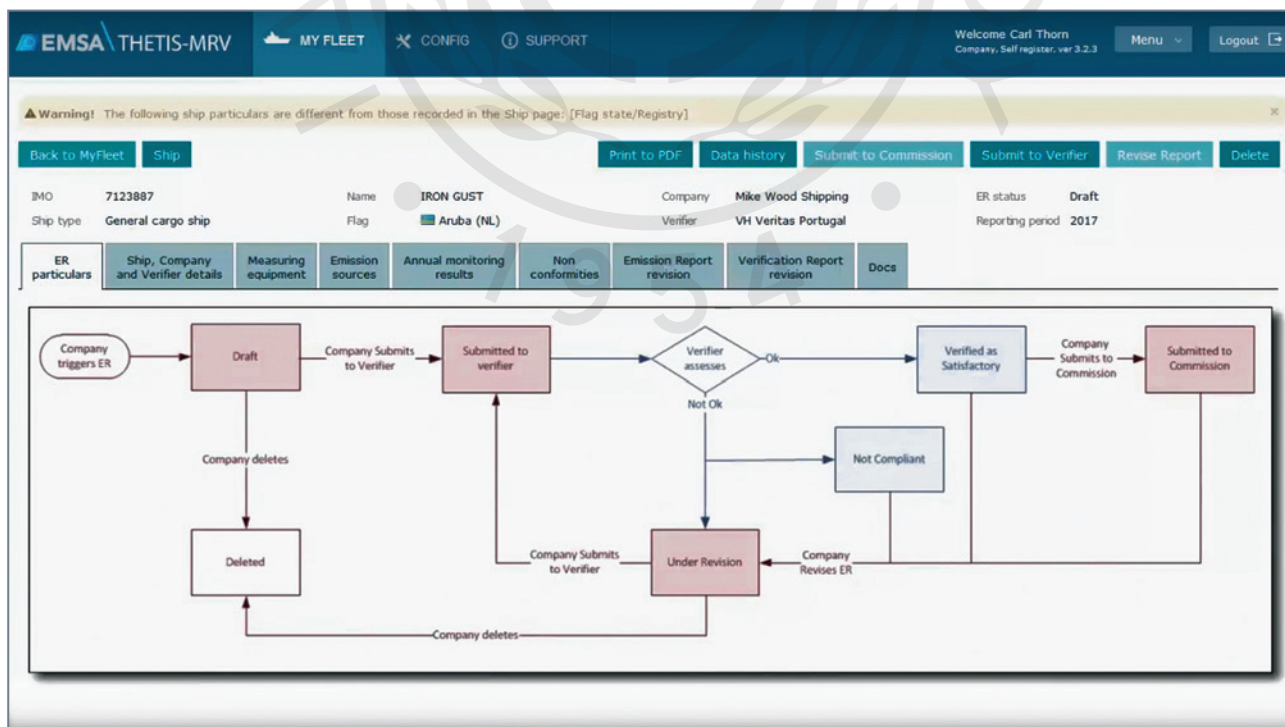 EMSA THETIS-MRV MY FLEET CONFIG SUPPORT Welcome Carl Thorn Menu Logout
Company, Self register, ver 3.2.3
Warning! The following ship particulars are different from those recorded in the Ship page: [Flag state/Registry] ×
Back to MyFleet Ship Print to PDF Data history Submit to Commission Submit to Verifier Revise Report Delete
IMO 7123887 Name IRON GUST Company Mike Wood Shipping ER status Draft
Ship type General cargo ship Flag Aruba (NL) Verifier VH Veritas Portugal Reporting period 2017
ER particulars
Ship, Company and Verifier details
Measuring equipment
Emission sources
Annual monitoring results
Non conformities
Emission Report revision
Verification Report revision
Docs
1954
Company
triggers ER
Draft
Company Submits
to Verifier
Submitted to
verifier
Verifier
assesses
Ok
Verified as
Satisfactory
Company
Submits to
Commission
Submitted to
Commission
Not Ok
Company deletes
Not Compliant
Deleted
Company Submits
to Verifier
Under Revision
Company
Revises ER
Company deletes